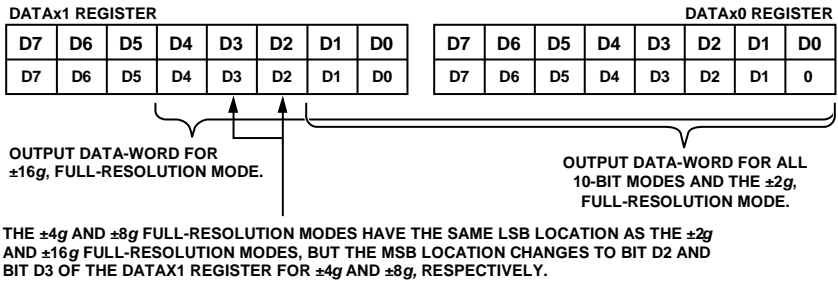 DATAx1 REGISTER DATAx0 REGISTER
D7 D6 D5 D4 D3 D2 D1 D0 D7 D6 D5 D4 D3 D2 D1 D0
D7 D6 D5 D4 D3 D2 D1 D0 D7 D6 D5 D4 D3 D2 D1 0
OUTPUT DATA-WORD FOR
±16g, FULL-RESOLUTION MODE.
OUTPUT DATA-WORD FOR ALL
10-BIT MODES AND THE ±2g,
FULL-RESOLUTION MODE.
THE ±4g AND ±8g FULL-RESOLUTION MODES HAVE THE SAME LSB LOCATION AS THE ±2g
AND ±16g FULL-RESOLUTION MODES, BUT THE MSB LOCATION CHANGES TO BIT D2 AND
BIT D3 OF THE DATAX1 REGISTER FOR ±4g AND ±8g, RESPECTIVELY.